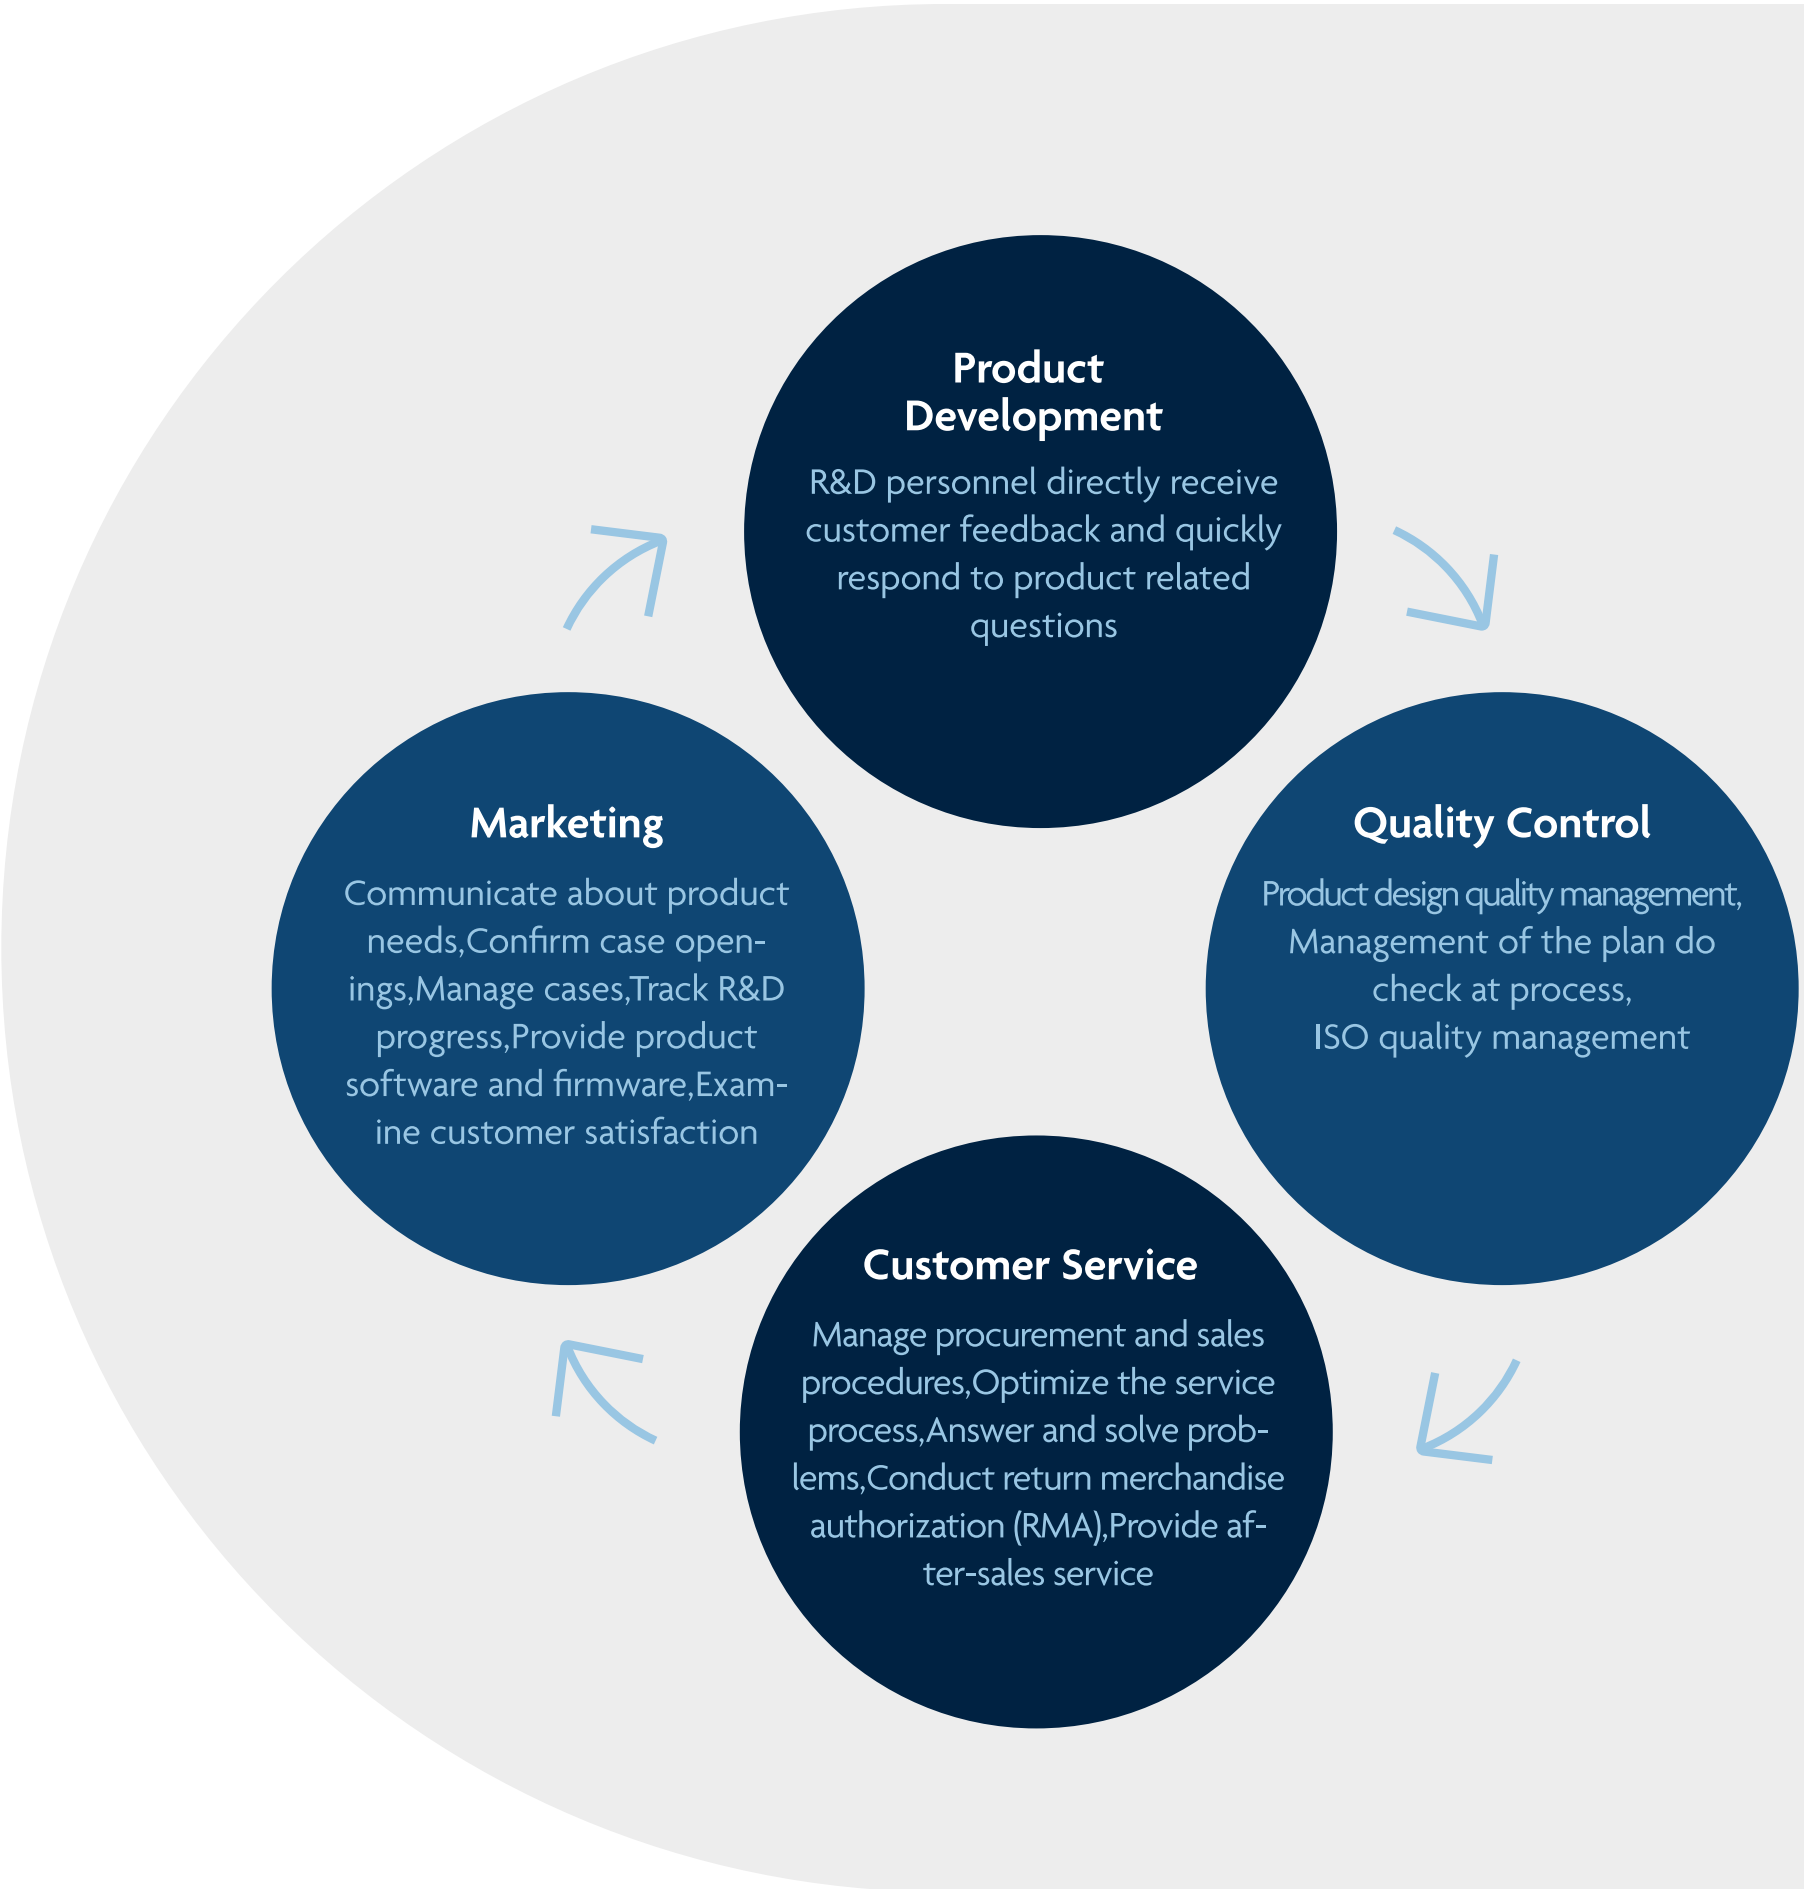 Product
Development
R&D personnel directly receive
customer feedback and quickly
respond to product related
questions
Marketing
Communicate about product
needs,Confirm case open-
ings,Manage cases,Track R&D
progress,Provide product
software and firmware,Exam-
ine customer satisfaction
Quality Control
Product design quality management,
Management of the plan do
check at process,
ISO quality management
Customer Service
Manage procurement and sales
procedures,Optimize the service
process,Answer and solve prob-
lems,Conduct return merchandise
authorization (RMA),Provide af-
ter-sales service